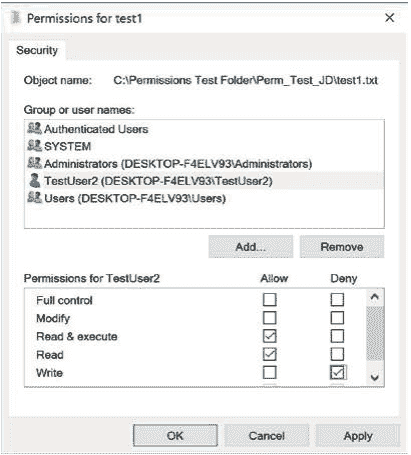 Permissions for test1
Security
Object name: C:\Permissions Test Folder\Perm_Test_JD\test1.txt
Group or user names:
Authenticated Users
SYSTEM
Administrators (DESKTOP-F4ELV93\Administrators)
TestUser2 (DESKTOP-F4ELV93\TestUser2)
Users (DESKTOP-F4ELV93\Users)
Add... Remove
Permissions for TestUser2 Allow Deny
Full control
Modify
Read & execute
Read
Write
OK Cancel Apply